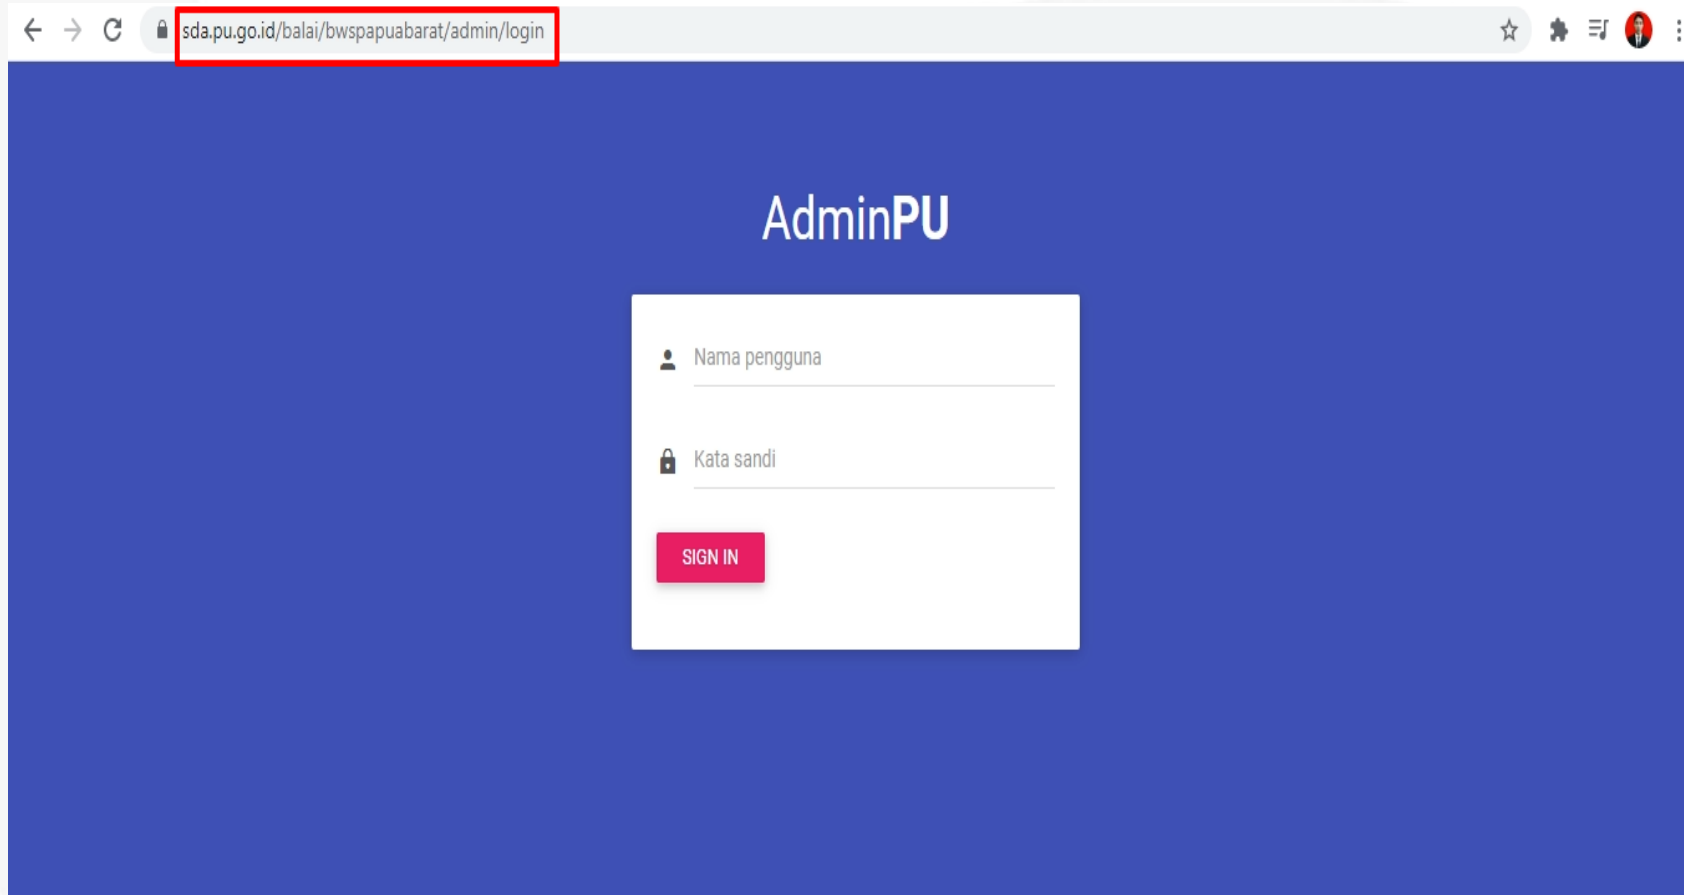 sda.pu.go.id/balai/bwspapuabarat/admin/login
AdminPU
Nama pengguna
Kata sandi
SIGN IN